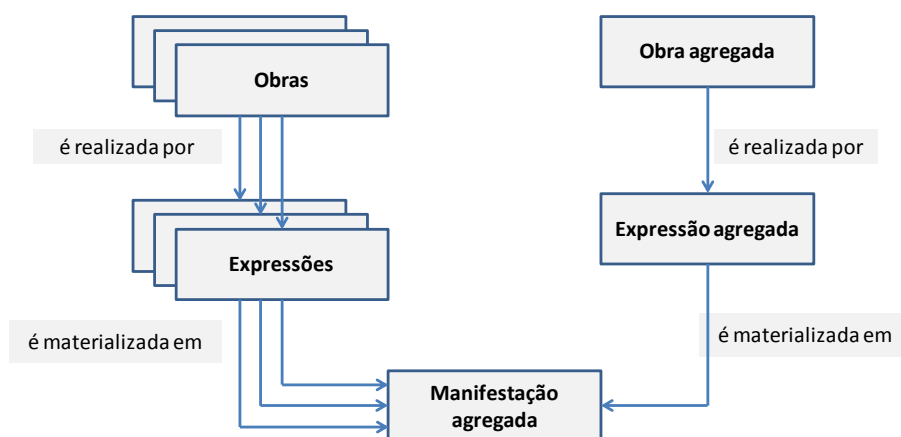 Obras
Obra agregada
é realizada por
é realizada por
Expressões
Expressão agregada
é materializada em
é materializada em
Manifestação
agregada